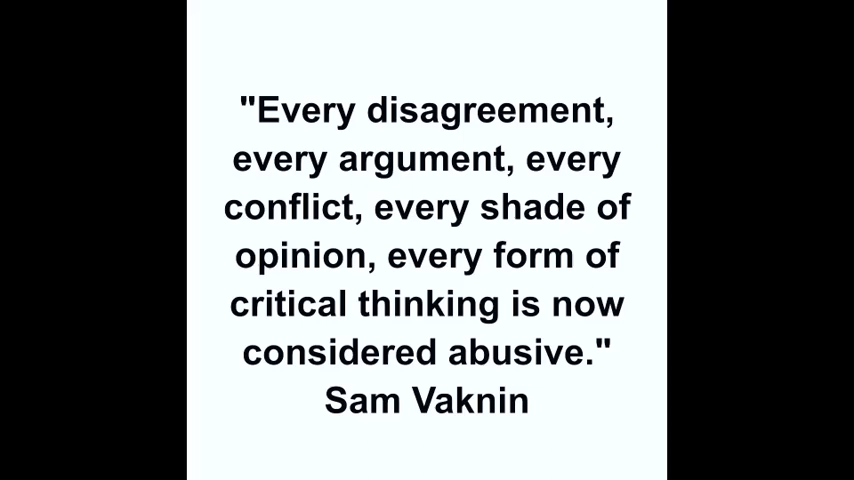 "Every disagreement,
every argument, every
conflict, every shade of
opinion, every form of
critical thinking is now
considered abusive."
Sam Vaknin